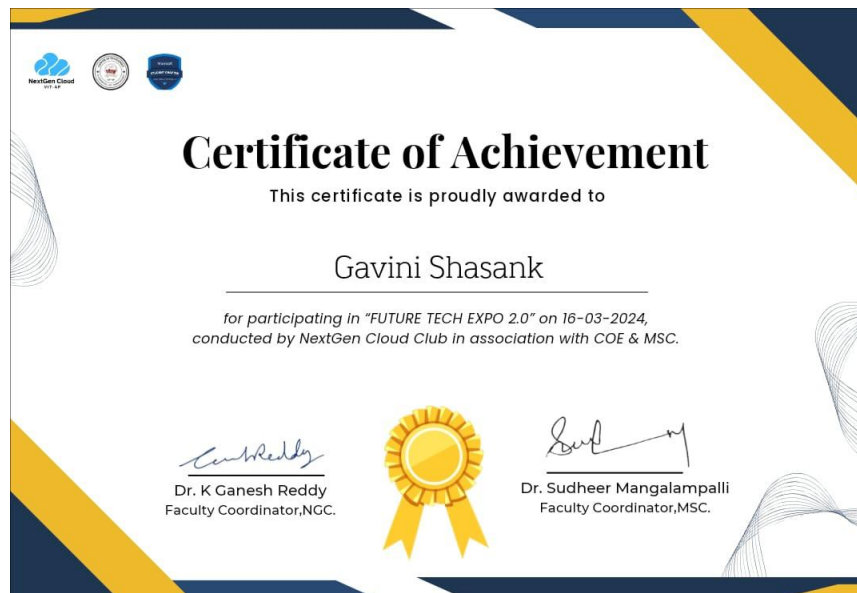 NextGen Cloud
VIT-AP
Certificate of Achievement
This certificate is proudly awarded to
Gavini Shasank
for participating in “FUTURE TECH EXPO 2.0” on 16-03-2024,
conducted by NextGen Cloud Club in association with COE & MSC.
Dr. K Ganesh Reddy
Faculty Coordinator,NGC.
Dr. Sudheer Mangalampalli
Faculty Coordinator,MSC.